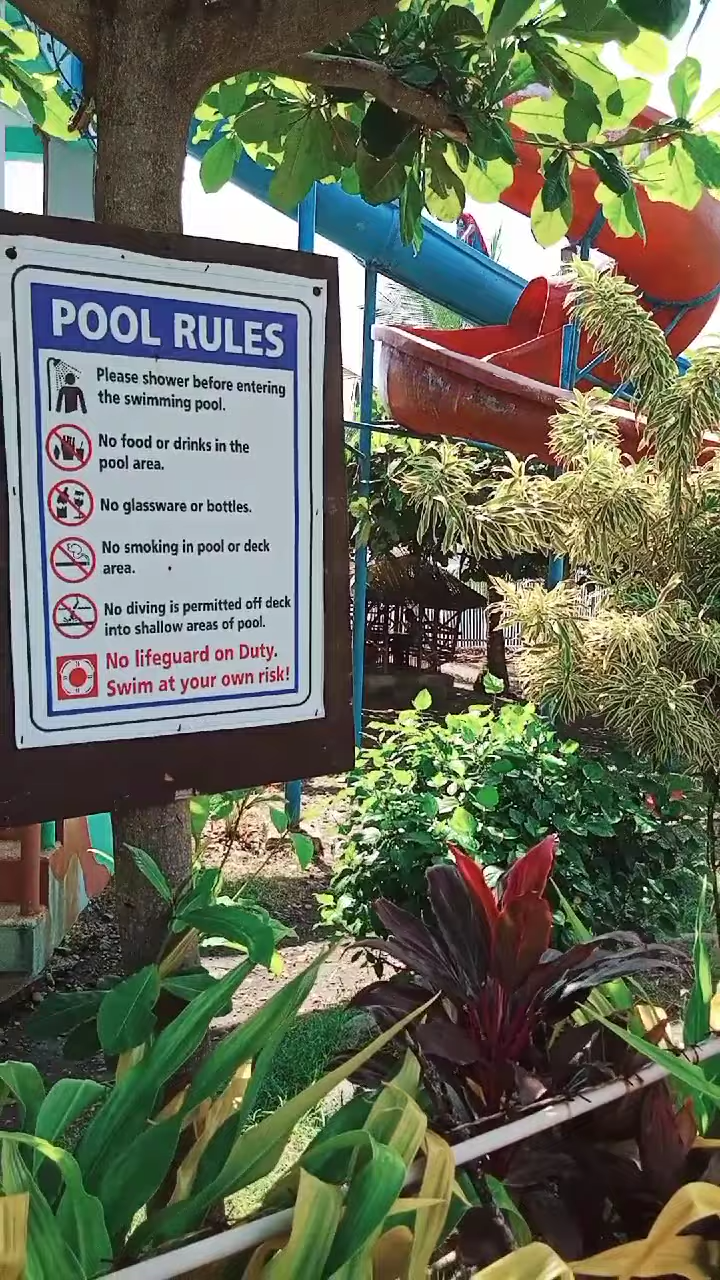 POOL RULES
Please shower before entering
the swimming pool.
No food or drinks in the
pool area.
No glassware or bottles.
No smoking in pool or deck
area.
No diving is permitted off deck
into shallow areas of pool.
No lifeguard on Duty.
Swim at your own risk!